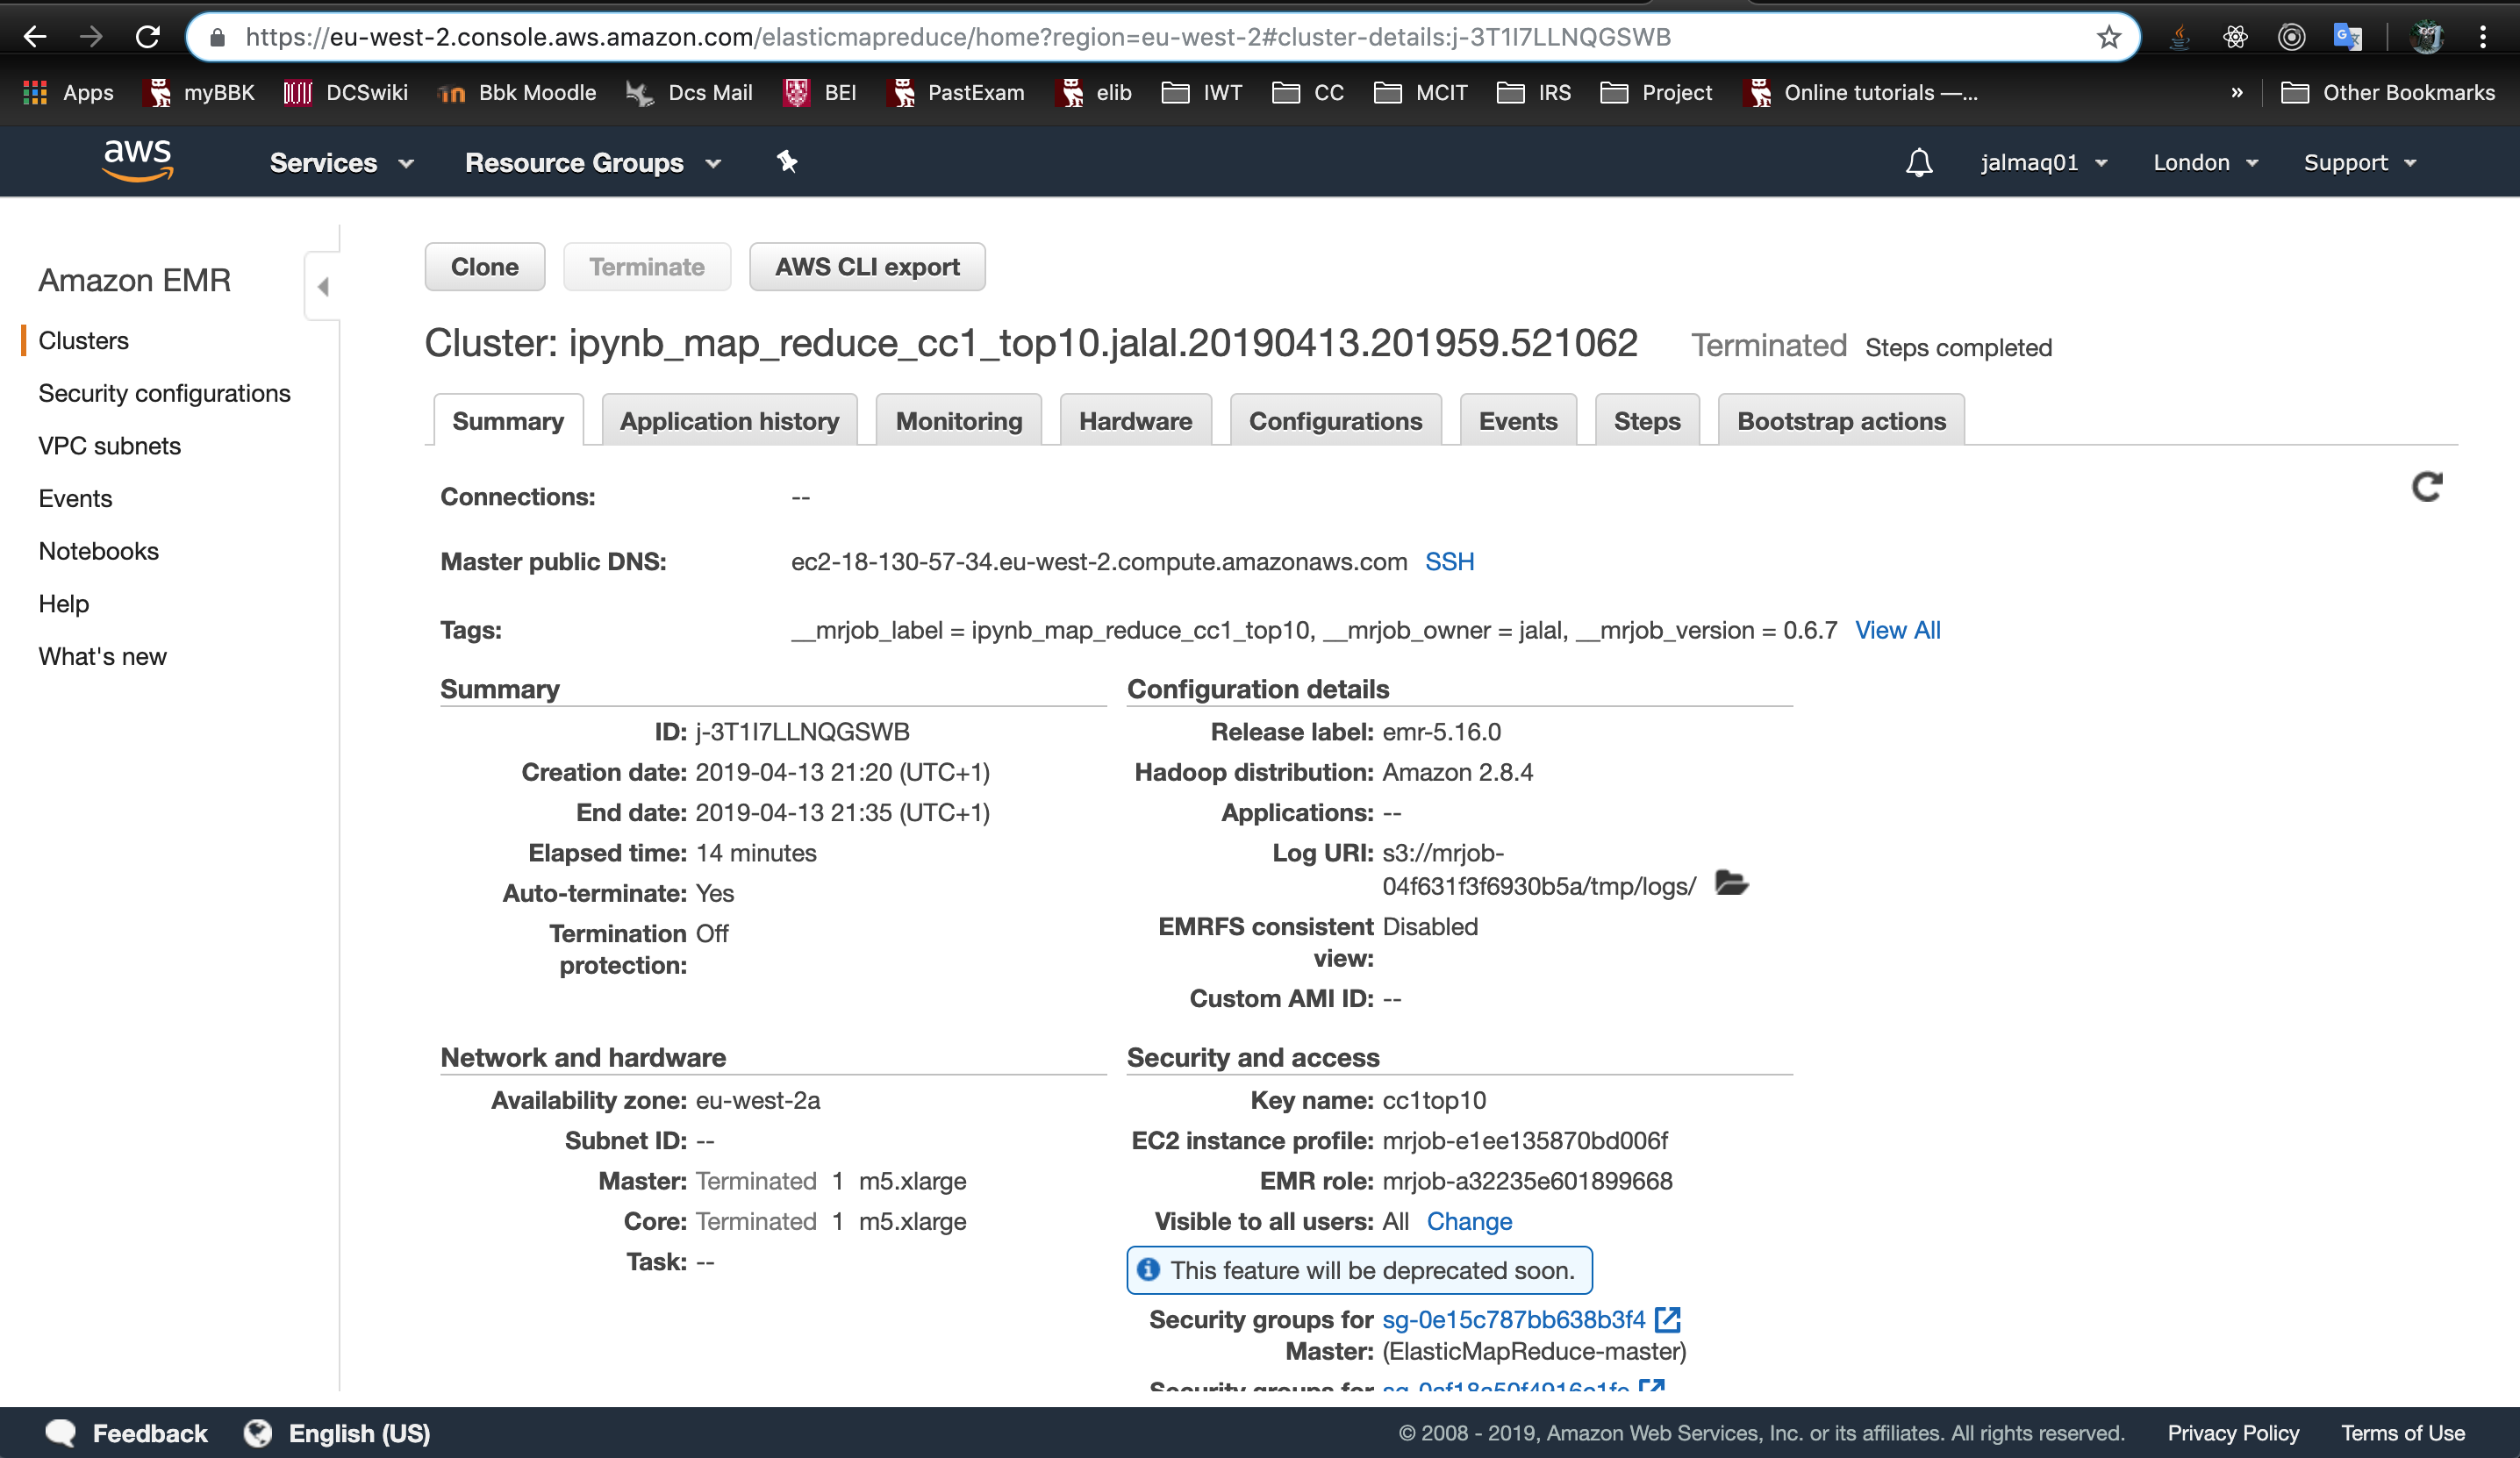 https://eu-west-2.console.aws.amazon.com/elasticmapreduce/home?region=eu-west-2#cluster-details:j-3T1I7LLNQGSWB
Apps myBBK DCSwiki Bbk Moodle Dcs Mail BEI PastExam elib IWT CC MCIT IRS Project Online tutorials —... » Other Bookmarks
aws Services Resource Groups jalmaq01 London Support
Amazon EMR
Clusters
Security configurations
VPC subnets
Events
Notebooks
Help
What's new
Clone Terminate AWS CLI export
Cluster: ipynb_map_reduce_cc1_top10.jalal.20190413.201959.521062 Terminated Steps completed
Summary Application history Monitoring Hardware Configurations Events Steps Bootstrap actions
Connections: --
Master public DNS: ec2-18-130-57-34.eu-west-2.compute.amazonaws.com SSH
Tags: __mrjob_label = ipynb_map_reduce_cc1_top10, __mrjob_owner = jalal, __mrjob_version = 0.6.7 View All
Summary
ID: j-3T1I7LLNQGSWB
Creation date: 2019-04-13 21:20 (UTC+1)
End date: 2019-04-13 21:35 (UTC+1)
Elapsed time: 14 minutes
Auto-terminate: Yes
Termination Off
protection:
Configuration details
Release label: emr-5.16.0
Hadoop distribution: Amazon 2.8.4
Applications: --
Log URI: s3://mrjob-
04f631f3f6930b5a/tmp/logs/
EMRFS consistent Disabled
view:
Custom AMI ID: --
Network and hardware
Availability zone: eu-west-2a
Subnet ID: --
Master: Terminated 1 m5.xlarge
Core: Terminated 1 m5.xlarge
Task: --
Security and access
Key name: cc1top10
EC2 instance profile: mrjob-e1ee135870bd006f
EMR role: mrjob-a32235e601899668
Visible to all users: All Change
This feature will be deprecated soon.
Security groups for sg-0e15c787bb638b3f4
Master: (ElasticMapReduce-master)
Security groups for
Feedback English (US) © 2008 - 2019, Amazon Web Services, Inc. or its affiliates. All rights reserved. Privacy Policy Terms of Use